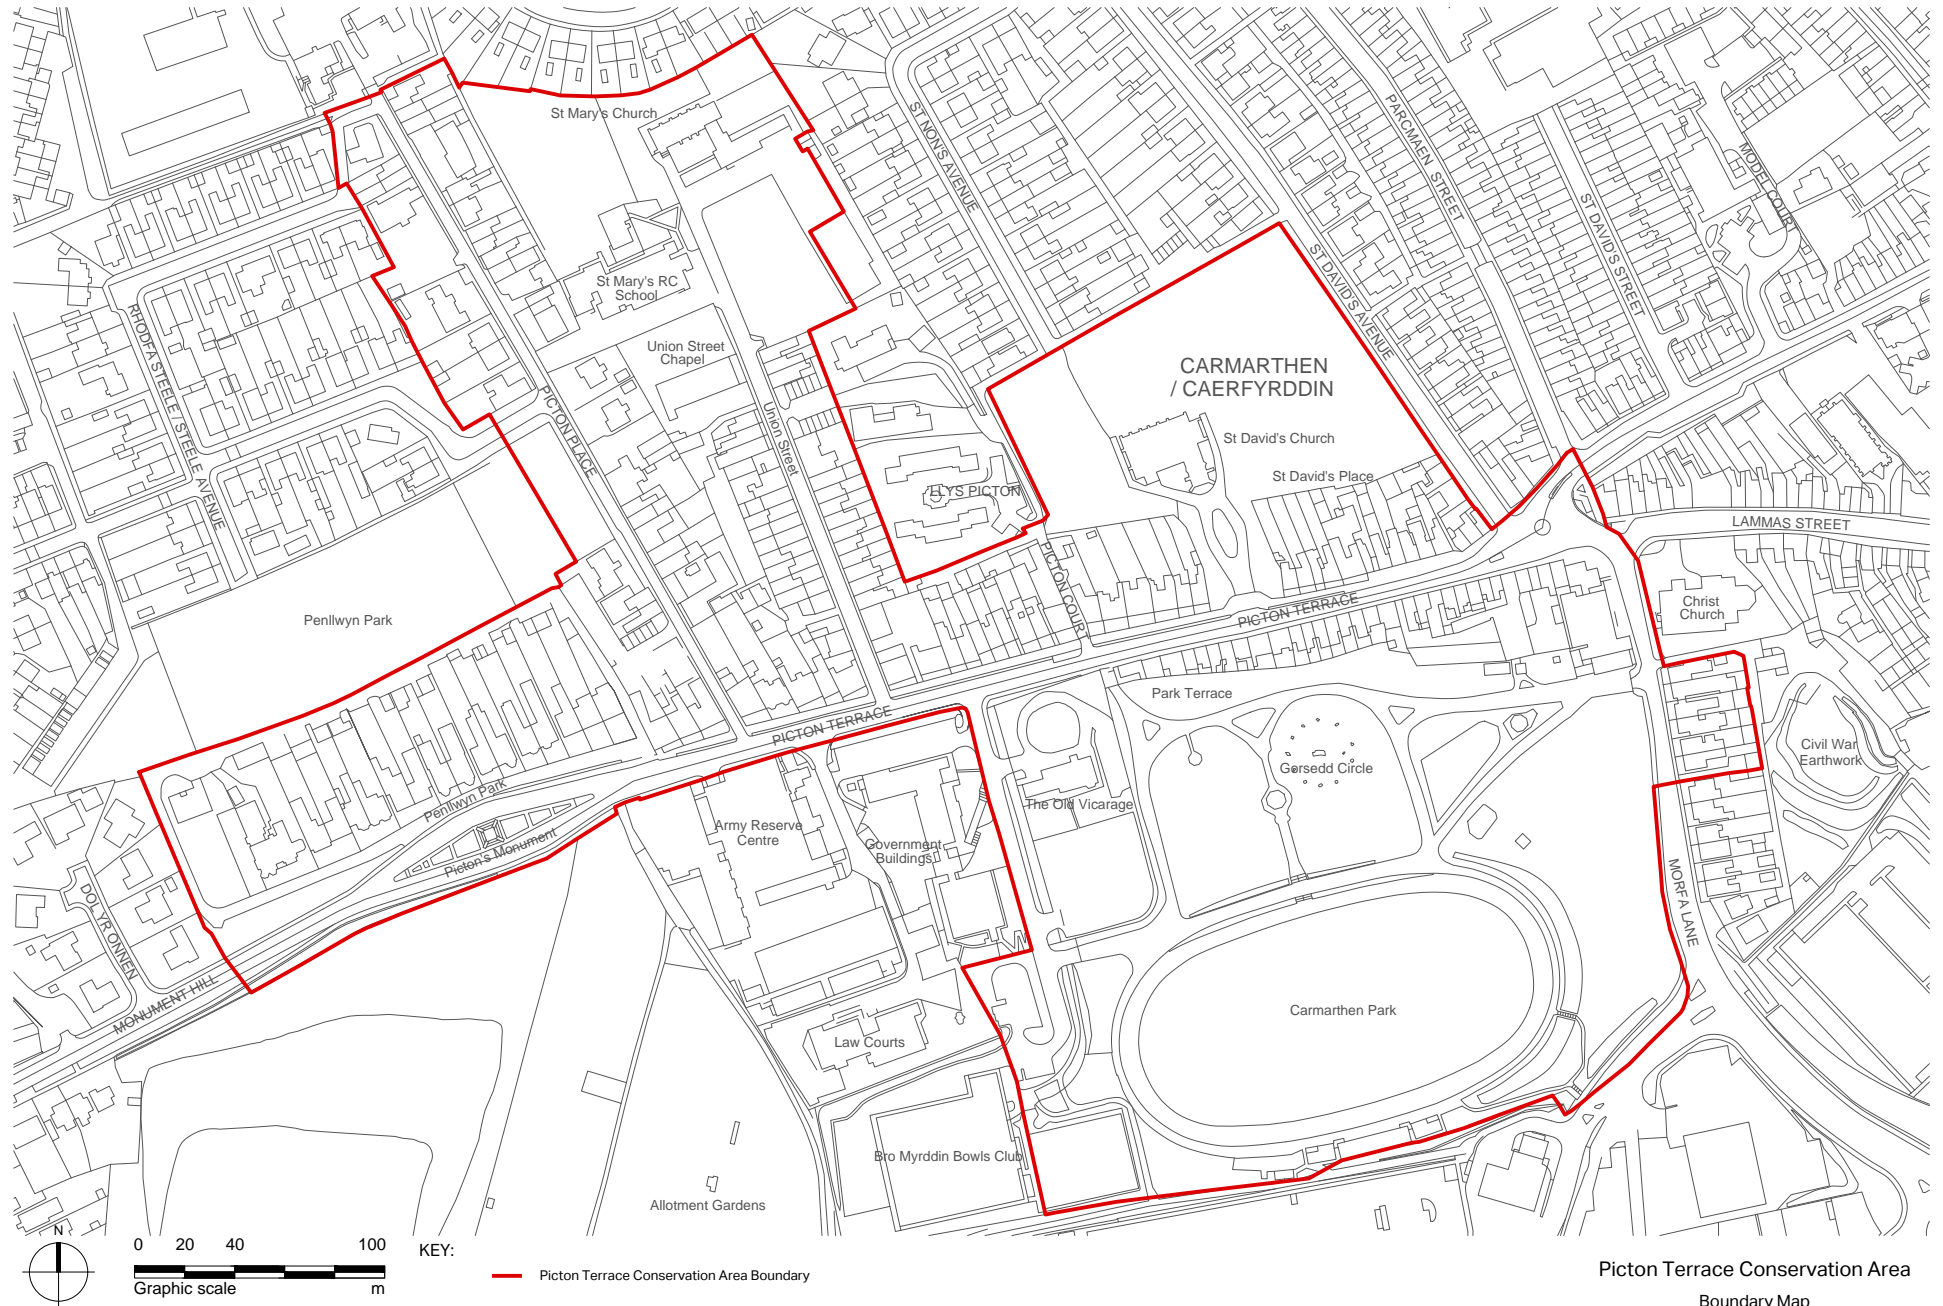 St Mary's Church
ST NON'S AVENUE
PARCMAEN STREET
MODEL COURT
ST DAVID'S STREET
ST DAVID'S AVENUE
St Mary's RC
School
RHODFA STEELE / STEELE AVENUE
Union Street
Chapel
PICTON PLACE
Union Street
CARMARTHEN
/ CAERFYRDDIN
St David's Church
St David's Place
LLYS PICTON
LAMMAS STREET
PICTON COURT
PICTON TERRACE
Christ
Church
Penllwyn Park
Park Terrace
PICTON TERRACE
Civil War
Earthwork
Gorsedd Circle
Penllwyn Park
The Old Vicarage
Picton's Monument
Army Reserve
Centre
Government
Buildings
MORFA LANE
DOL YR ONNEN
MONUMENT HILL
Carmarthen Park
Law Courts
Bro Myrddin Bowls Club
Allotment Gardens
N
0 20 40 100
Graphic scale m
KEY:
Picton Terrace Conservation Area Boundary
Picton Terrace Conservation Area
Boundary Map